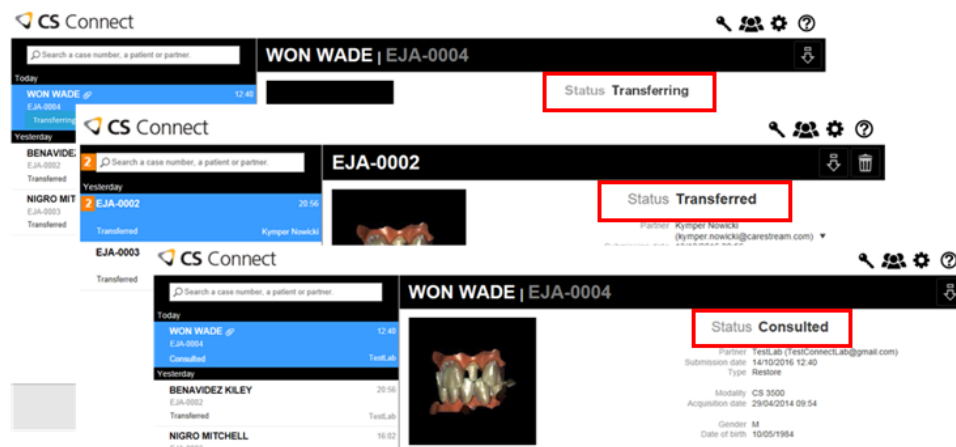 CS Connect
Search a case number, a patient or partner.
WON WADE | EJA-0004
Today
WON WADE 12:40
EJA-0004
Transferring
Status Transferring
Yesterday
BENAVIDE
EJA-0002
Transferred
NIGRO MIT
EJA-0003
Transferred
CS Connect
2 Search a case number, a patient or partner.
EJA-0002
Yesterday
2 EJA-0002 20:56
Transferred Kymper Nowicki
Status Transferred
Partner Kymper Nowicki
(kymper.nowicki@carestream.com)
EJA-0003
Transferred
CS Connect
Search a case number, a patient or partner.
WON WADE | EJA-0004
Today
WON WADE 12:40
EJA-0004
Consulted TestLab
Yesterday
BENAVIDEZ KILEY 20:56
EJA-0002
Transferred TestLab
NIGRO MITCHELL 16:02
Status Consulted
Partner TestLab (TestConnectLab@gmail.com)
Submission date 14/10/2016 12:40
Type Restore
Modality CS 3500
Acquisition date 29/04/2014 09:54
Gender M
Date of birth 10/05/1984